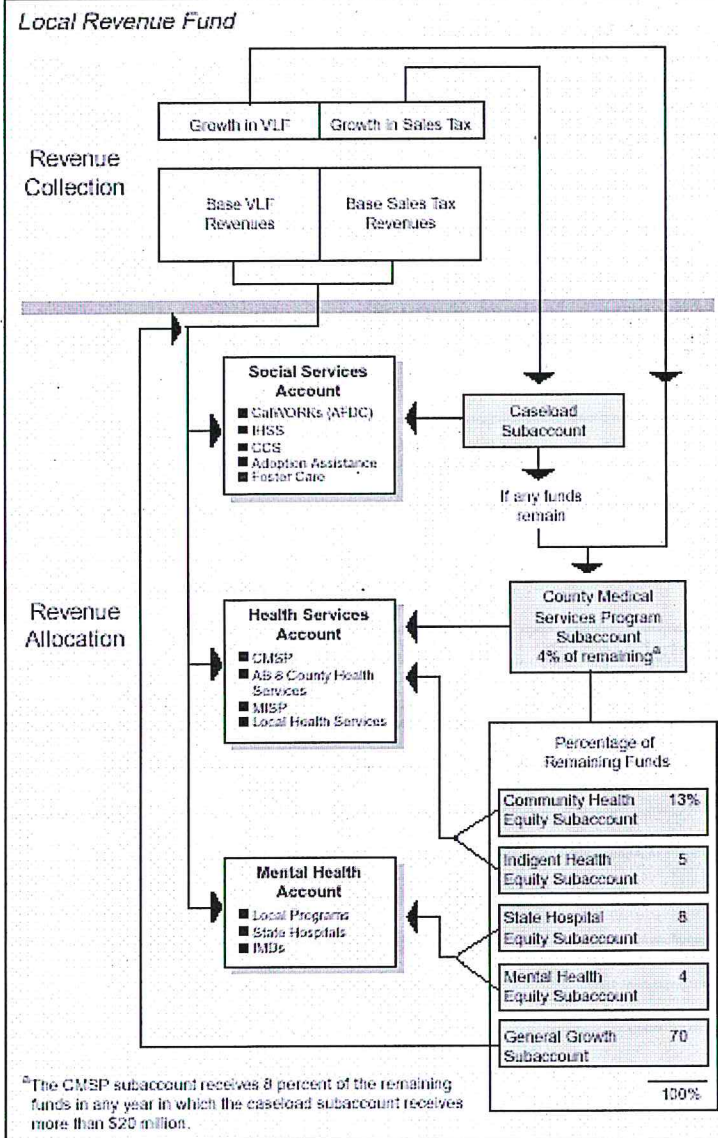 Local Revenue Fund
Growth in VLF
Growth in Sales Tax
Revenue
Collection
Base VLF
Revenues
Base Sales Tax
Revenues
Social Services
Account
■ CalWORKs (AFDC)
■ IHSS
■ CCS
■ Adoption Assistance
■ Foster Care
Caseload
Subaccount
If any funds
remain
Revenue
Allocation
Health Services
Account
■ CMSP
■ AB 8 County Health
Services
■ MISP
■ Local Health Services
County Medical
Services Program
Subaccount
4% of remaining^a
Percentage of
Remaining Funds
Community Health 13%
Equity Subaccount
Indigent Health 5
Equity Subaccount
State Hospital 8
Equity Subaccount
Mental Health 4
Equity Subaccount
General Growth 70
Subaccount
100%
Mental Health
Account
■ Local Programs
■ State Hospitals
■ IMDs
^a The CMSP subaccount receives 8 percent of the remaining
funds in any year in which the caseload subaccount receives
more than $20 million.